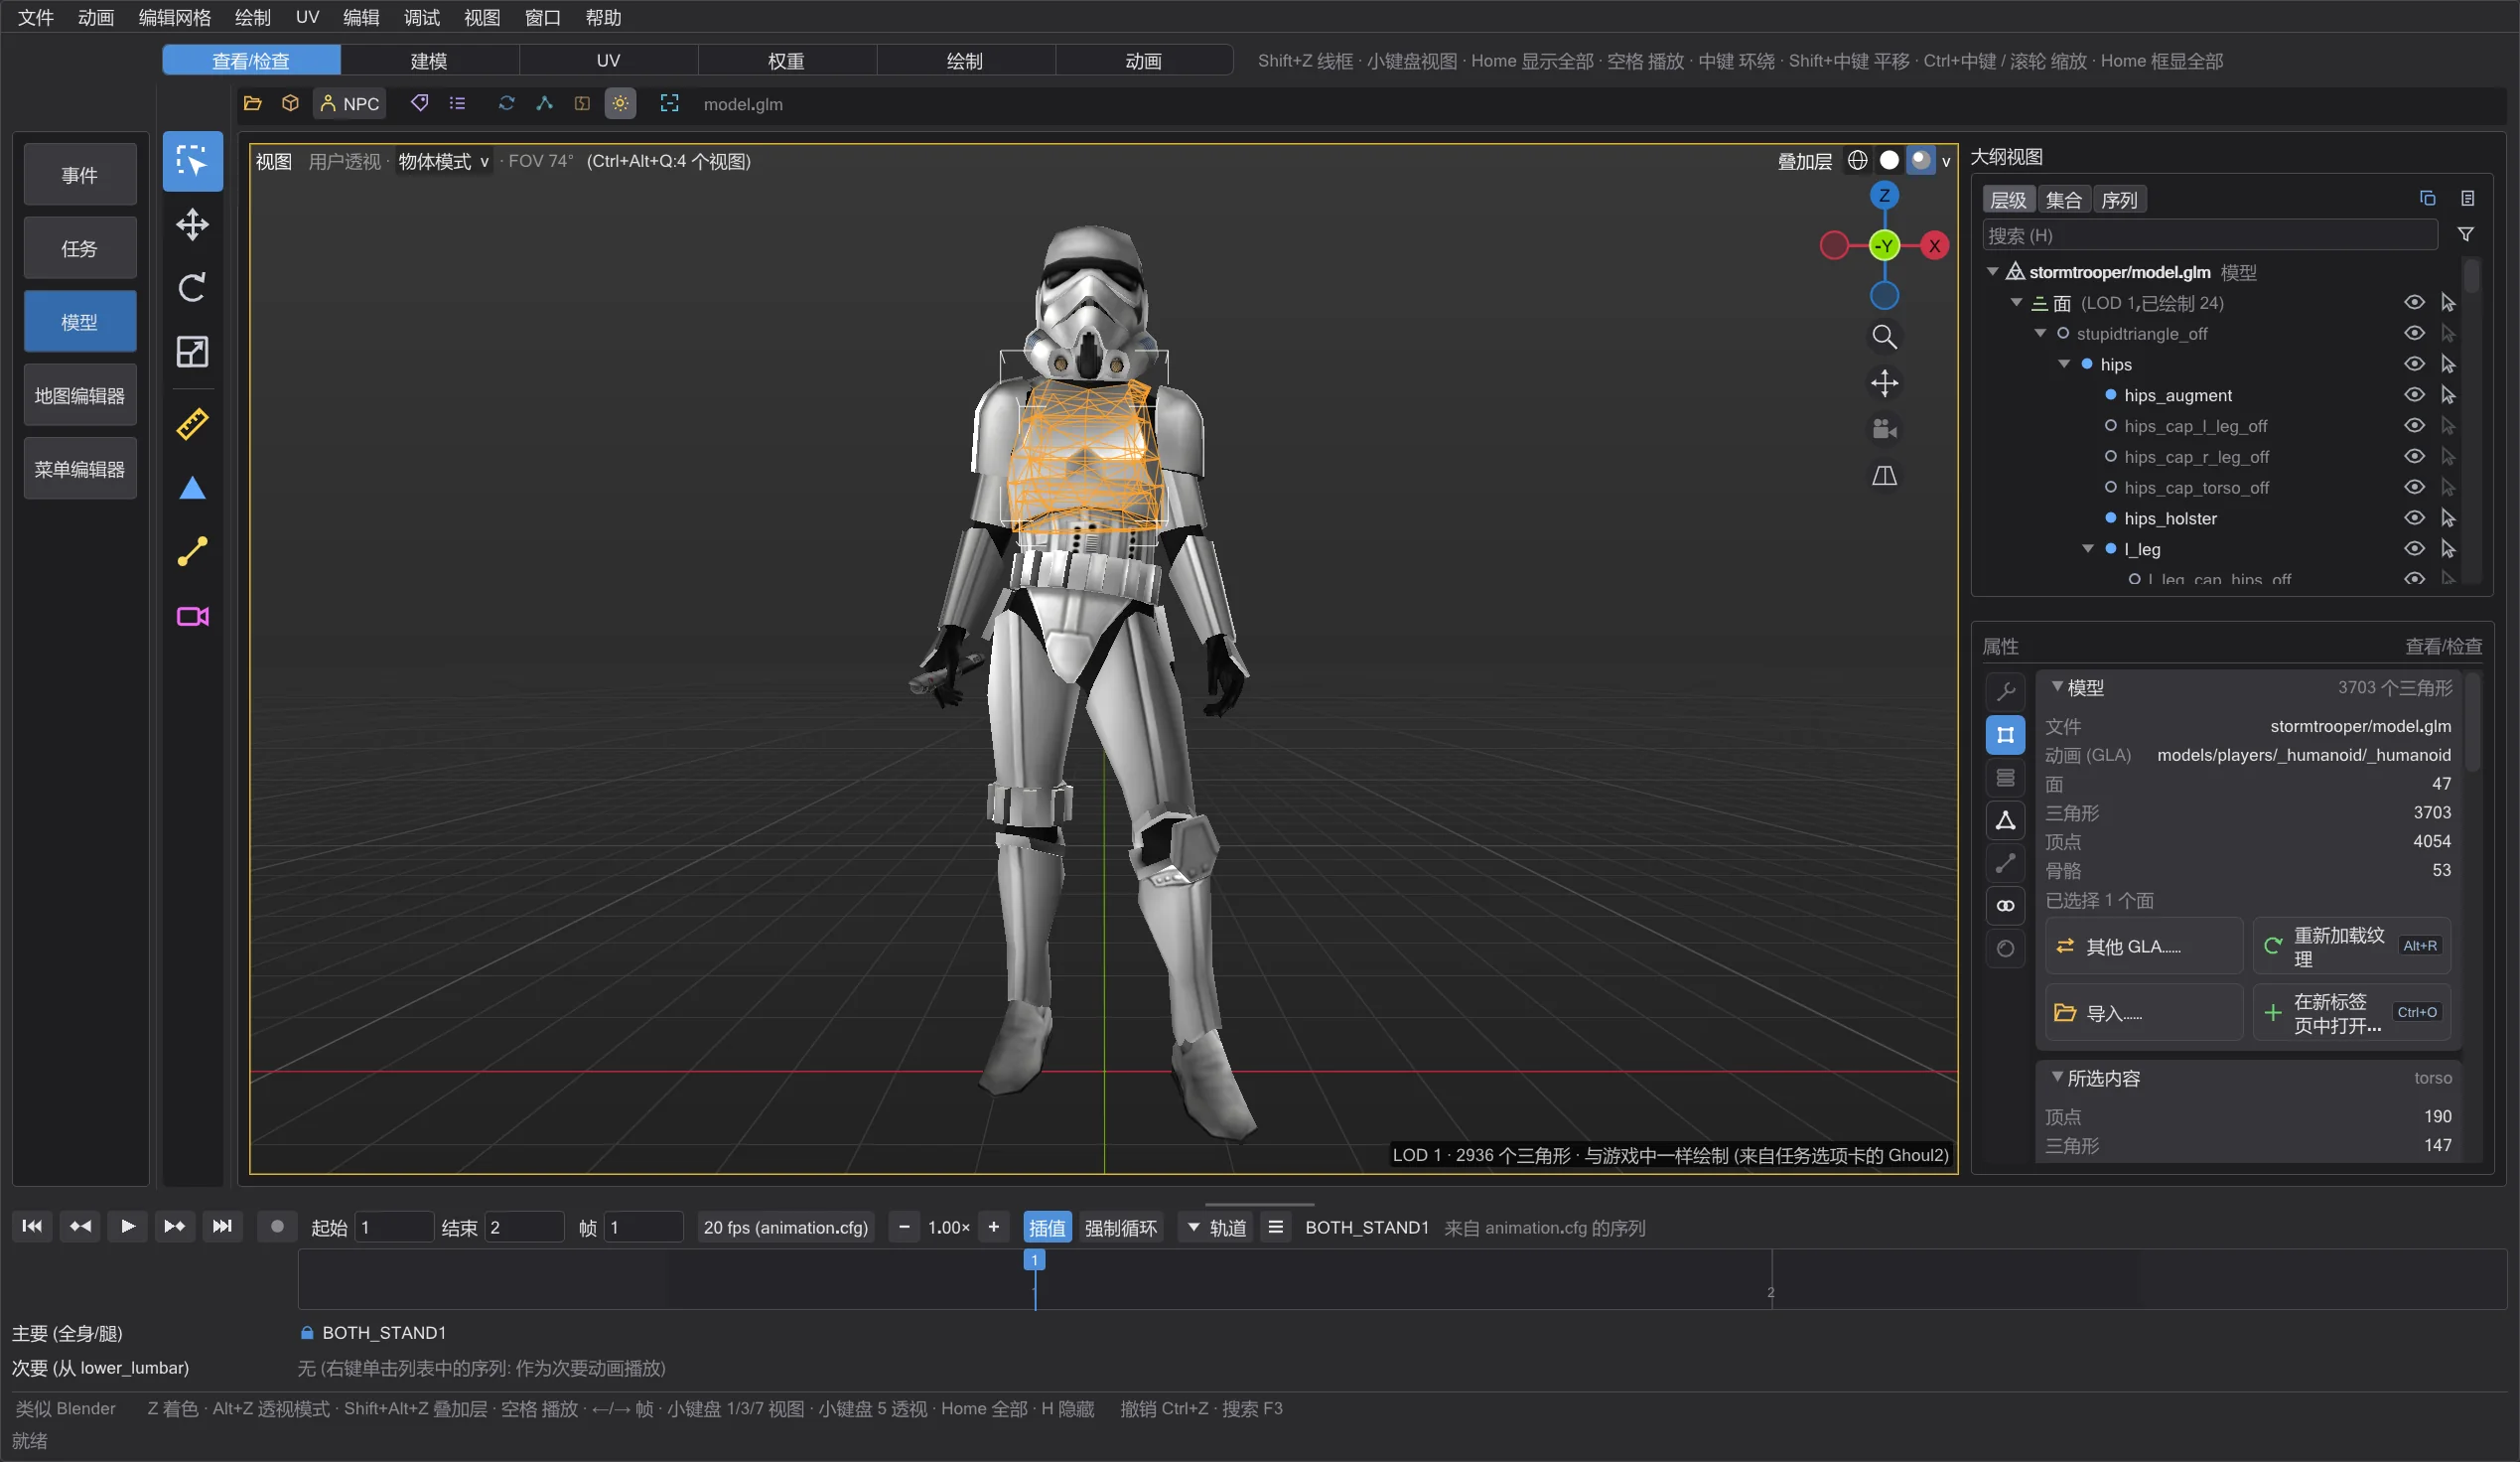 文件 动画 编辑网格 绘制 UV 编辑 调试 视图 窗口 帮助
查看/检查 建模 UV 权重 绘制 动画 Shift+Z 线框 · 小键盘视图 · Home 显示全部 · 空格 播放 · 中键 环绕 · Shift+中键 平移 · Ctrl+中键 / 滚轮 缩放 · Home 框显全部
NPC model.glm
事件
任务
模型
地图编辑器
菜单编辑器
视图 用户透视 · 物体模式 v · FOV 74° (Ctrl+Alt+Q:4 个视图)
叠加层 v
Z
-Y
X
LOD 1 · 2936 个三角形 · 与游戏中一样绘制 (来自任务选项卡的 Ghoul2)
大纲视图
层级 集合 序列
搜索 (H)
stormtrooper/model.glm 模型
面 (LOD 1,已绘制 24)
stupidtriangle_off
hips
hips_augment
hips_cap_l_leg_off
hips_cap_r_leg_off
hips_cap_torso_off
hips_holster
l_leg
l_leg_cap_hips_off
属性 查看/检查
模型 3703 个三角形
文件 stormtrooper/model.glm
动画 (GLA) models/players/_humanoid/_humanoid
面 47
三角形 3703
顶点 4054
骨骼 53
已选择 1 个面
其他 GLA......
重新加载纹理 Alt+R
导入......
在新标签页中打开... Ctrl+O
所选内容 torso
顶点 190
三角形 147
起始 1 结束 2 帧 1 20 fps (animation.cfg) − 1.00× + 插值 强制循环 轨道 BOTH_STAND1 来自 animation.cfg 的序列
1
2
主要 (全身/腿) BOTH_STAND1
次要 (从 lower_lumbar) 无 (右键单击列表中的序列: 作为次要动画播放)
类似 Blender Z 着色 · Alt+Z 透视模式 · Shift+Alt+Z 叠加层 · 空格 播放 · ←/→ 帧 · 小键盘 1/3/7 视图 · 小键盘 5 透视 · Home 全部 · H 隐藏 撤销 Ctrl+Z · 搜索 F3
就绪